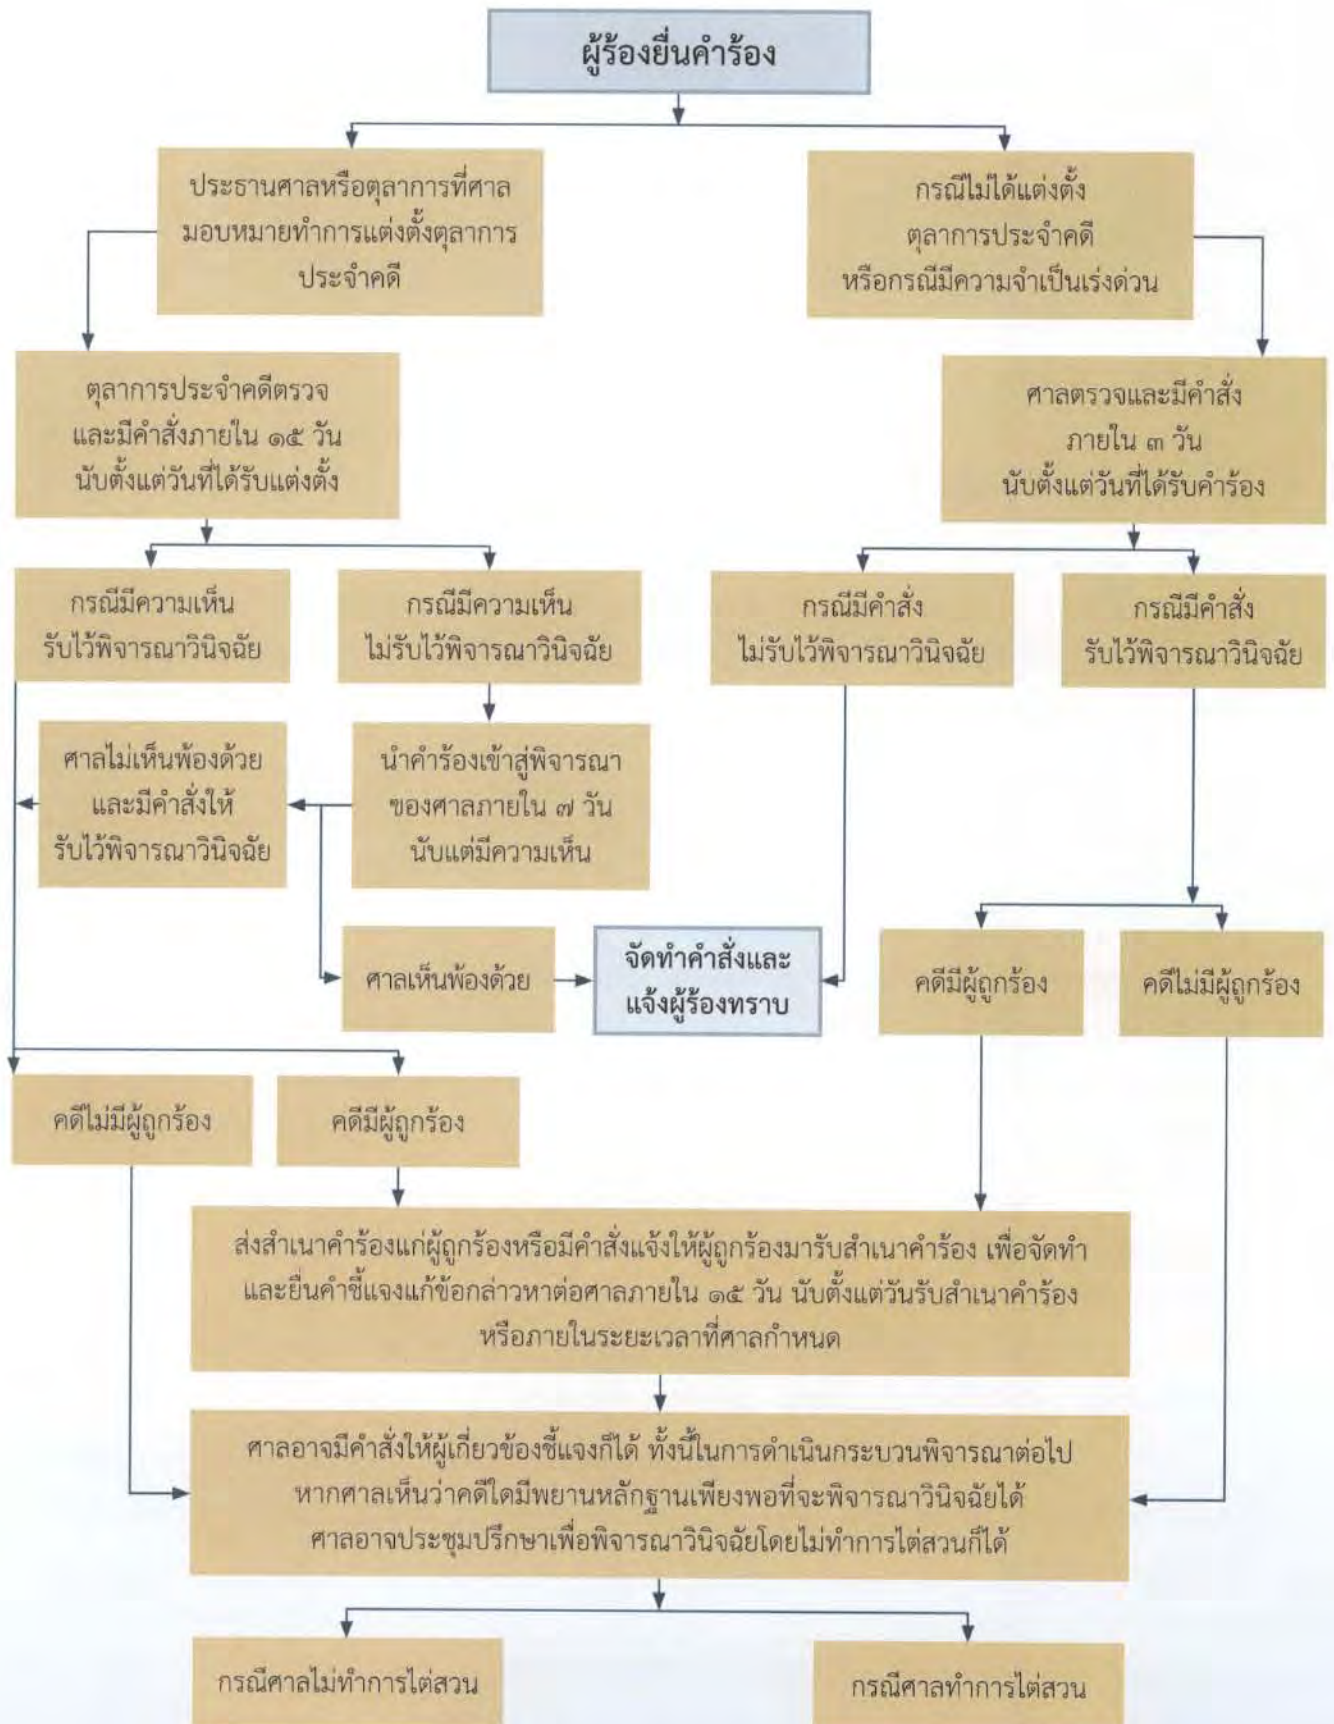 ผู้ร้องยื่นคำร้อง
ประธานศาลหรือตุลาการที่ศาล
มอบหมายทำการแต่งตั้งตุลาการ
ประจำคดี
กรณีไม่ได้แต่งตั้ง
ตุลาการประจำคดี
หรือกรณีมีความจำเป็นเร่งด่วน
ตุลาการประจำคดีตรวจ
และมีคำสั่งภายใน ๑๕ วัน
นับตั้งแต่วันที่ได้รับแต่งตั้ง
ศาลตรวจและมีคำสั่ง
ภายใน ๓ วัน
นับตั้งแต่วันที่ได้รับคำร้อง
กรณีมีความเห็น
รับไว้พิจารณาวินิจฉัย
กรณีมีความเห็น
ไม่รับไว้พิจารณาวินิจฉัย
กรณีมีคำสั่ง
ไม่รับไว้พิจารณาวินิจฉัย
กรณีมีคำสั่ง
รับไว้พิจารณาวินิจฉัย
ศาลไม่เห็นพ้องด้วย
และมีคำสั่งให้
รับไว้พิจารณาวินิจฉัย
นำคำร้องเข้าสู่พิจารณา
ของศาลภายใน ๗ วัน
นับแต่มีความเห็น
ศาลเห็นพ้องด้วย
จัดทำคำสั่งและ
แจ้งผู้ร้องทราบ
คดีมีผู้ถูกร้อง
คดีไม่มีผู้ถูกร้อง
คดีไม่มีผู้ถูกร้อง
คดีมีผู้ถูกร้อง
ส่งสำเนาคำร้องแก่ผู้ถูกร้องหรือมีคำสั่งแจ้งให้ผู้ถูกร้องมารับสำเนาคำร้อง เพื่อจัดทำ
และยื่นคำชี้แจงแก้ข้อกล่าวหาต่อศาลภายใน ๑๕ วัน นับตั้งแต่วันรับสำเนาคำร้อง
หรือภายในระยะเวลาที่ศาลกำหนด
ศาลอาจมีคำสั่งให้ผู้เกี่ยวข้องชี้แจงก็ได้ ทั้งนี้ในการดำเนินกระบวนพิจารณาต่อไป
หากศาลเห็นว่าคดีใดมีพยานหลักฐานเพียงพอที่จะพิจารณาวินิจฉัยได้
ศาลอาจประชุมปรึกษาเพื่อพิจารณาวินิจฉัยโดยไม่ทำการไต่สวนก็ได้
กรณีศาลไม่ทำการไต่สวน
กรณีศาลทำการไต่สวน